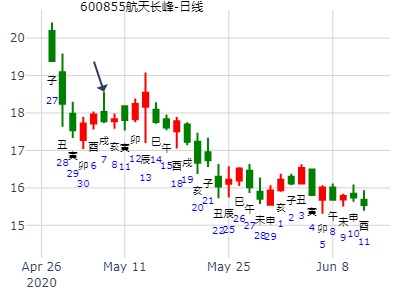 600855航天长峰-日线
20
19
18
17
16
15
子 丑 寅 卯 酉 戌 亥 寅 卯 辰 巳 午 酉 戌 亥 子 丑 辰 巳 午 未 申 亥 子 丑 寅 卯 午 未 申 酉
27 28 29 30 6 7 8 11 12 13 14 15 18 19 20 21 22 25 26 27 28 29 1 2 3 4 5 8 9 10 11
Apr 26 May 11 May 25 Jun 8
2020